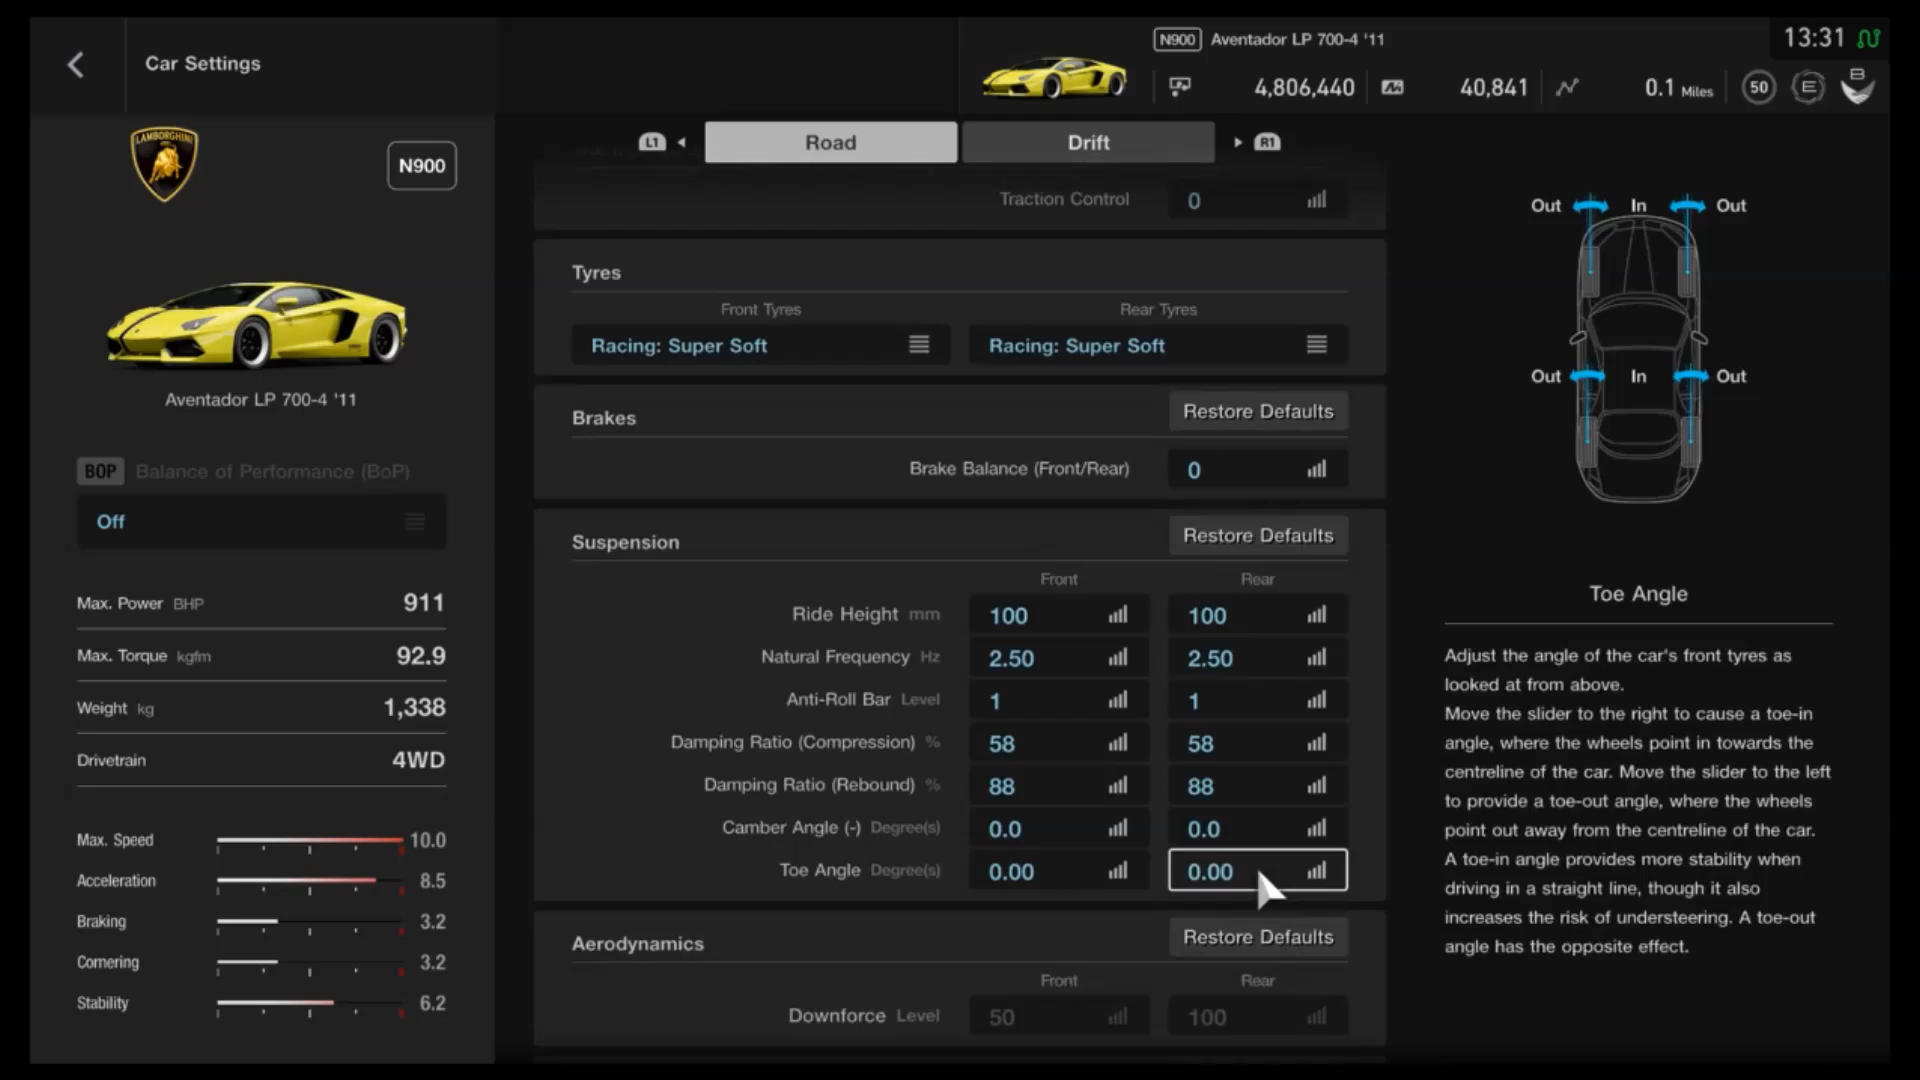 Car Settings
N900 Aventador LP 700-4 '11
13:31
4,806,440
40,841
0.1 Miles
50
E
B
LAMBORGHINI
N900
L1
Road
Drift
R1
Traction Control 0
Tyres
Front Tyres Rear Tyres
Racing: Super Soft Racing: Super Soft
Aventador LP 700-4 '11
Brakes Restore Defaults
Brake Balance (Front/Rear) 0
BOP Balance of Performance (BoP)
Off
Suspension Restore Defaults
Front Rear
Ride Height mm 100 100
Natural Frequency Hz 2.50 2.50
Anti-Roll Bar Level 1 1
Damping Ratio (Compression) % 58 58
Damping Ratio (Rebound) % 88 88
Camber Angle (-) Degree(s) 0.0 0.0
Toe Angle Degree(s) 0.00 0.00
Max. Power BHP 911
Max. Torque kgfm 92.9
Weight kg 1,338
Drivetrain 4WD
Max. Speed 10.0
Acceleration 8.5
Braking 3.2
Cornering 3.2
Stability 6.2
Aerodynamics Restore Defaults
Front Rear
Downforce Level 50 100
Out In Out
Out In Out
Toe Angle
Adjust the angle of the car's front tyres as
looked at from above.
Move the slider to the right to cause a toe-in
angle, where the wheels point in towards the
centreline of the car. Move the slider to the left
to provide a toe-out angle, where the wheels
point out away from the centreline of the car.
A toe-in angle provides more stability when
driving in a straight line, though it also
increases the risk of understeering. A toe-out
angle has the opposite effect.